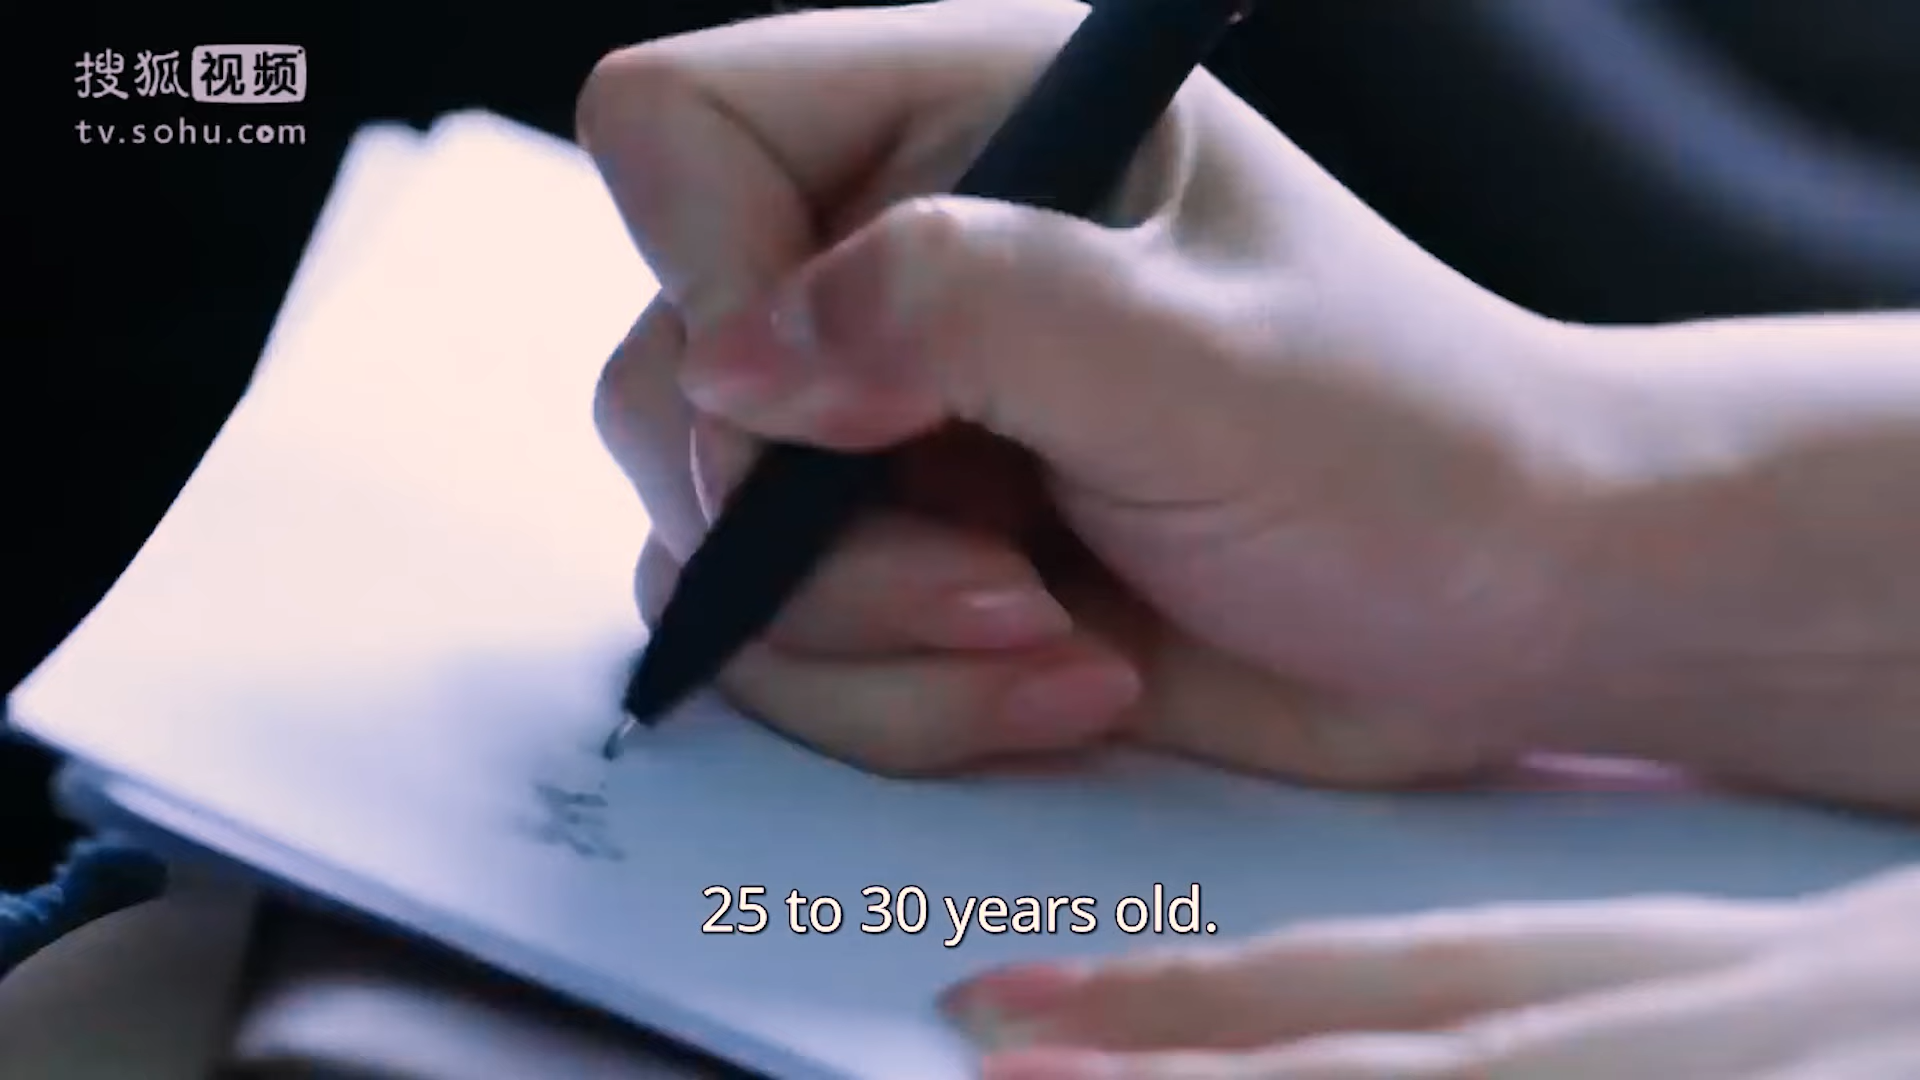 搜狐视频
tv.sohu.com
25 to 30 years old.